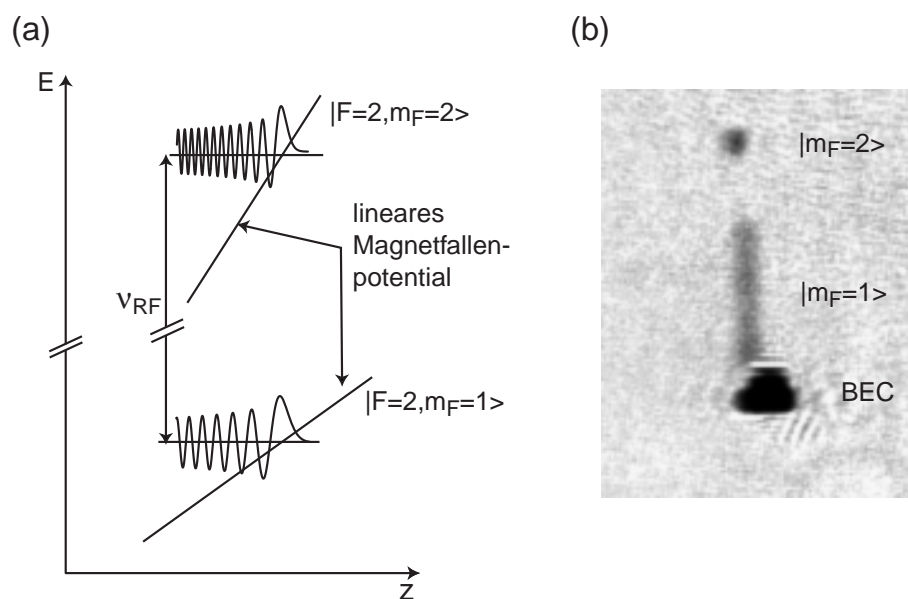 (a)
E
|F=2,mF=2>
lineares
Magnetfallen-
potential
νRF
|F=2,mF=1>
z
(b)
|mF=2>
|mF=1>
BEC